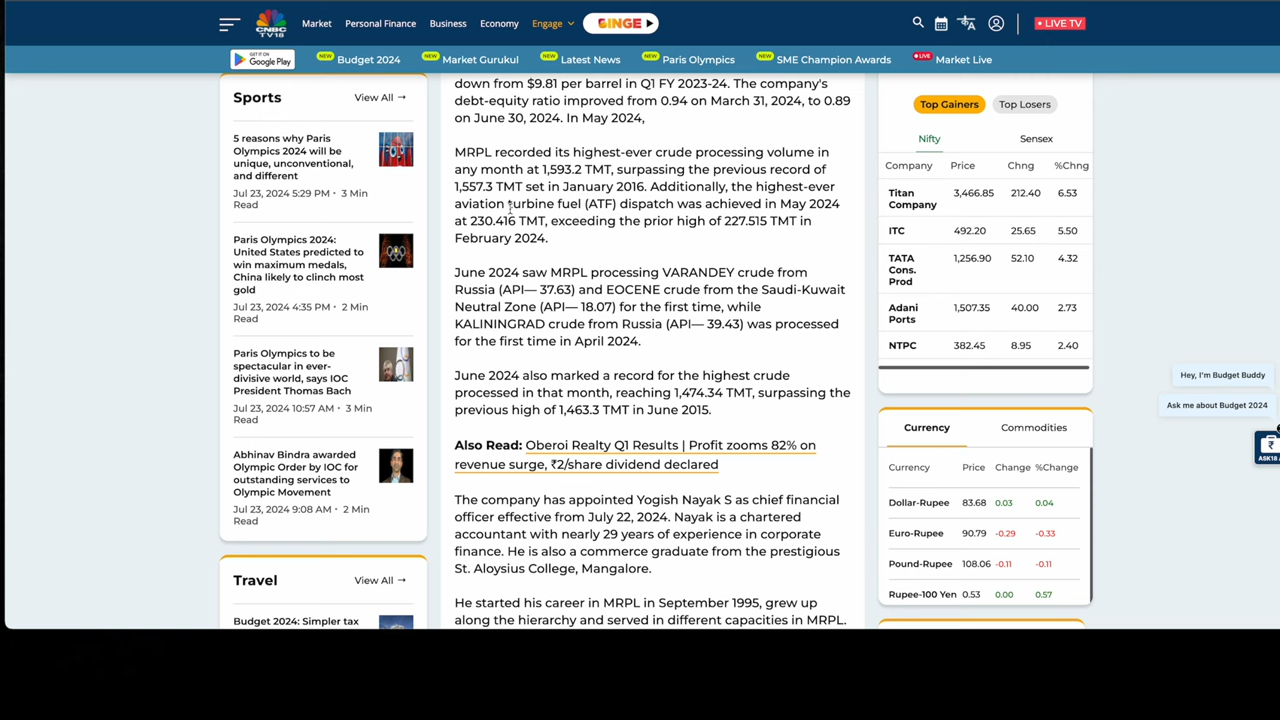 CNBC
TV18
Market
Personal Finance
Business
Economy
Engage
BINGE
LIVE TV
GET IT ON
Google Play
NEW
Budget 2024
NEW
Market Gurukul
NEW
Latest News
NEW
Paris Olympics
NEW
SME Champion Awards
LIVE
Market Live
Sports
View All →
5 reasons why Paris
Olympics 2024 will be
unique, unconventional,
and different
Jul 23, 2024 5:29 PM • 3 Min
Read
Paris Olympics 2024:
United States predicted to
win maximum medals,
China likely to clinch most
gold
Jul 23, 2024 4:35 PM • 2 Min
Read
Paris Olympics to be
spectacular in ever-
divisive world, says IOC
President Thomas Bach
Jul 23, 2024 10:57 AM • 3 Min
Read
Abhinav Bindra awarded
Olympic Order by IOC for
outstanding services to
Olympic Movement
Jul 23, 2024 9:08 AM • 2 Min
Read
Travel
View All →
Budget 2024: Simpler tax
down from $9.81 per barrel in Q1 FY 2023-24. The company's
debt-equity ratio improved from 0.94 on March 31, 2024, to 0.89
on June 30, 2024. In May 2024,
MRPL recorded its highest-ever crude processing volume in
any month at 1,593.2 TMT, surpassing the previous record of
1,557.3 TMT set in January 2016. Additionally, the highest-ever
aviation turbine fuel (ATF) dispatch was achieved in May 2024
at 230.416 TMT, exceeding the prior high of 227.515 TMT in
February 2024.
June 2024 saw MRPL processing VARANDEY crude from
Russia (API— 37.63) and EOCENE crude from the Saudi-Kuwait
Neutral Zone (API— 18.07) for the first time, while
KALININGRAD crude from Russia (API— 39.43) was processed
for the first time in April 2024.
June 2024 also marked a record for the highest crude
processed in that month, reaching 1,474.34 TMT, surpassing the
previous high of 1,463.3 TMT in June 2015.
Also Read: Oberoi Realty Q1 Results | Profit zooms 82% on
revenue surge, ₹2/share dividend declared
The company has appointed Yogish Nayak S as chief financial
officer effective from July 22, 2024. Nayak is a chartered
accountant with nearly 29 years of experience in corporate
finance. He is also a commerce graduate from the prestigious
St. Aloysius College, Mangalore.
He started his career in MRPL in September 1995, grew up
along the hierarchy and served in different capacities in MRPL.
Top Gainers
Top Losers
Nifty
Sensex
Company Price Chng %Chng
Titan
Company 3,466.85 212.40 6.53
ITC 492.20 25.65 5.50
TATA
Cons.
Prod 1,256.90 52.10 4.32
Adani
Ports 1,507.35 40.00 2.73
NTPC 382.45 8.95 2.40
Currency
Commodities
Currency Price Change %Change
Dollar-Rupee 83.68 0.03 0.04
Euro-Rupee 90.79 -0.29 -0.33
Pound-Rupee 108.06 -0.11 -0.11
Rupee-100 Yen 0.53 0.00 0.57
Hey, I'm Budget Buddy
Ask me about Budget 2024
₹
ASK18